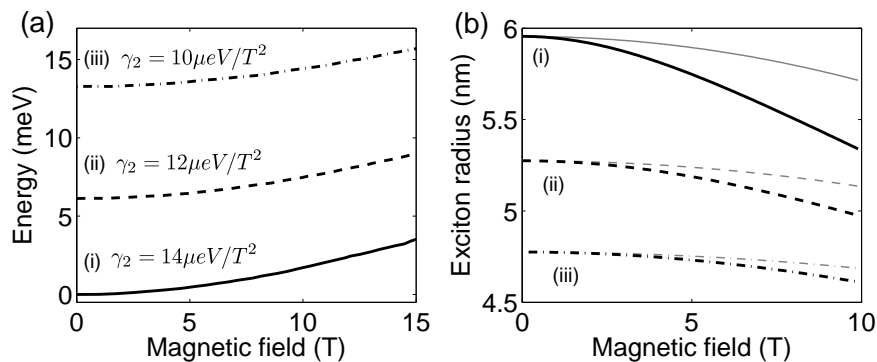 (a)
15
10
5
0
Energy (meV)
(iii) γ₂ = 10μeV/T²
(ii) γ₂ = 12μeV/T²
(i) γ₂ = 14μeV/T²
0 5 10 15
Magnetic field (T)
(b)
6
5.5
5
4.5
Exciton radius (nm)
(i)
(ii)
(iii)
0 5 10
Magnetic field (T)